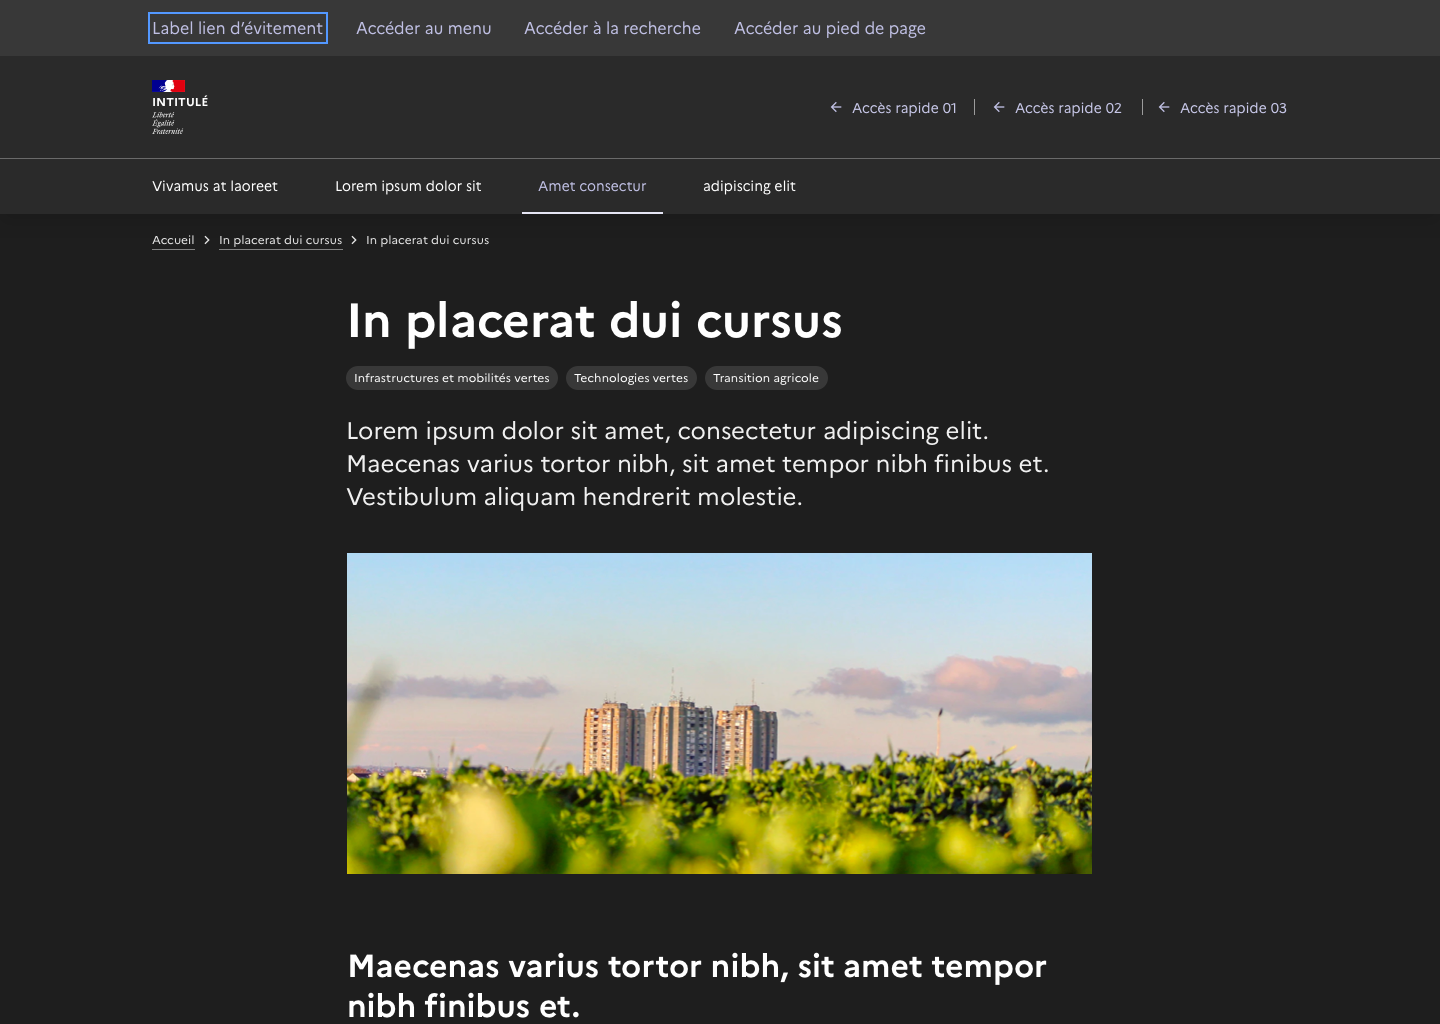 Label lien d’évitement Accéder au menu Accéder à la recherche Accéder au pied de page
INTITULÉ
Liberté
Égalité
Fraternité
Accès rapide 01 Accès rapide 02 Accès rapide 03
Vivamus at laoreet Lorem ipsum dolor sit Amet consectur adipiscing elit
Accueil In placerat dui cursus In placerat dui cursus
In placerat dui cursus
Infrastructures et mobilités vertes Technologies vertes Transition agricole
Lorem ipsum dolor sit amet, consectetur adipiscing elit.
Maecenas varius tortor nibh, sit amet tempor nibh finibus et.
Vestibulum aliquam hendrerit molestie.
Maecenas varius tortor nibh, sit amet tempor
nibh finibus et.